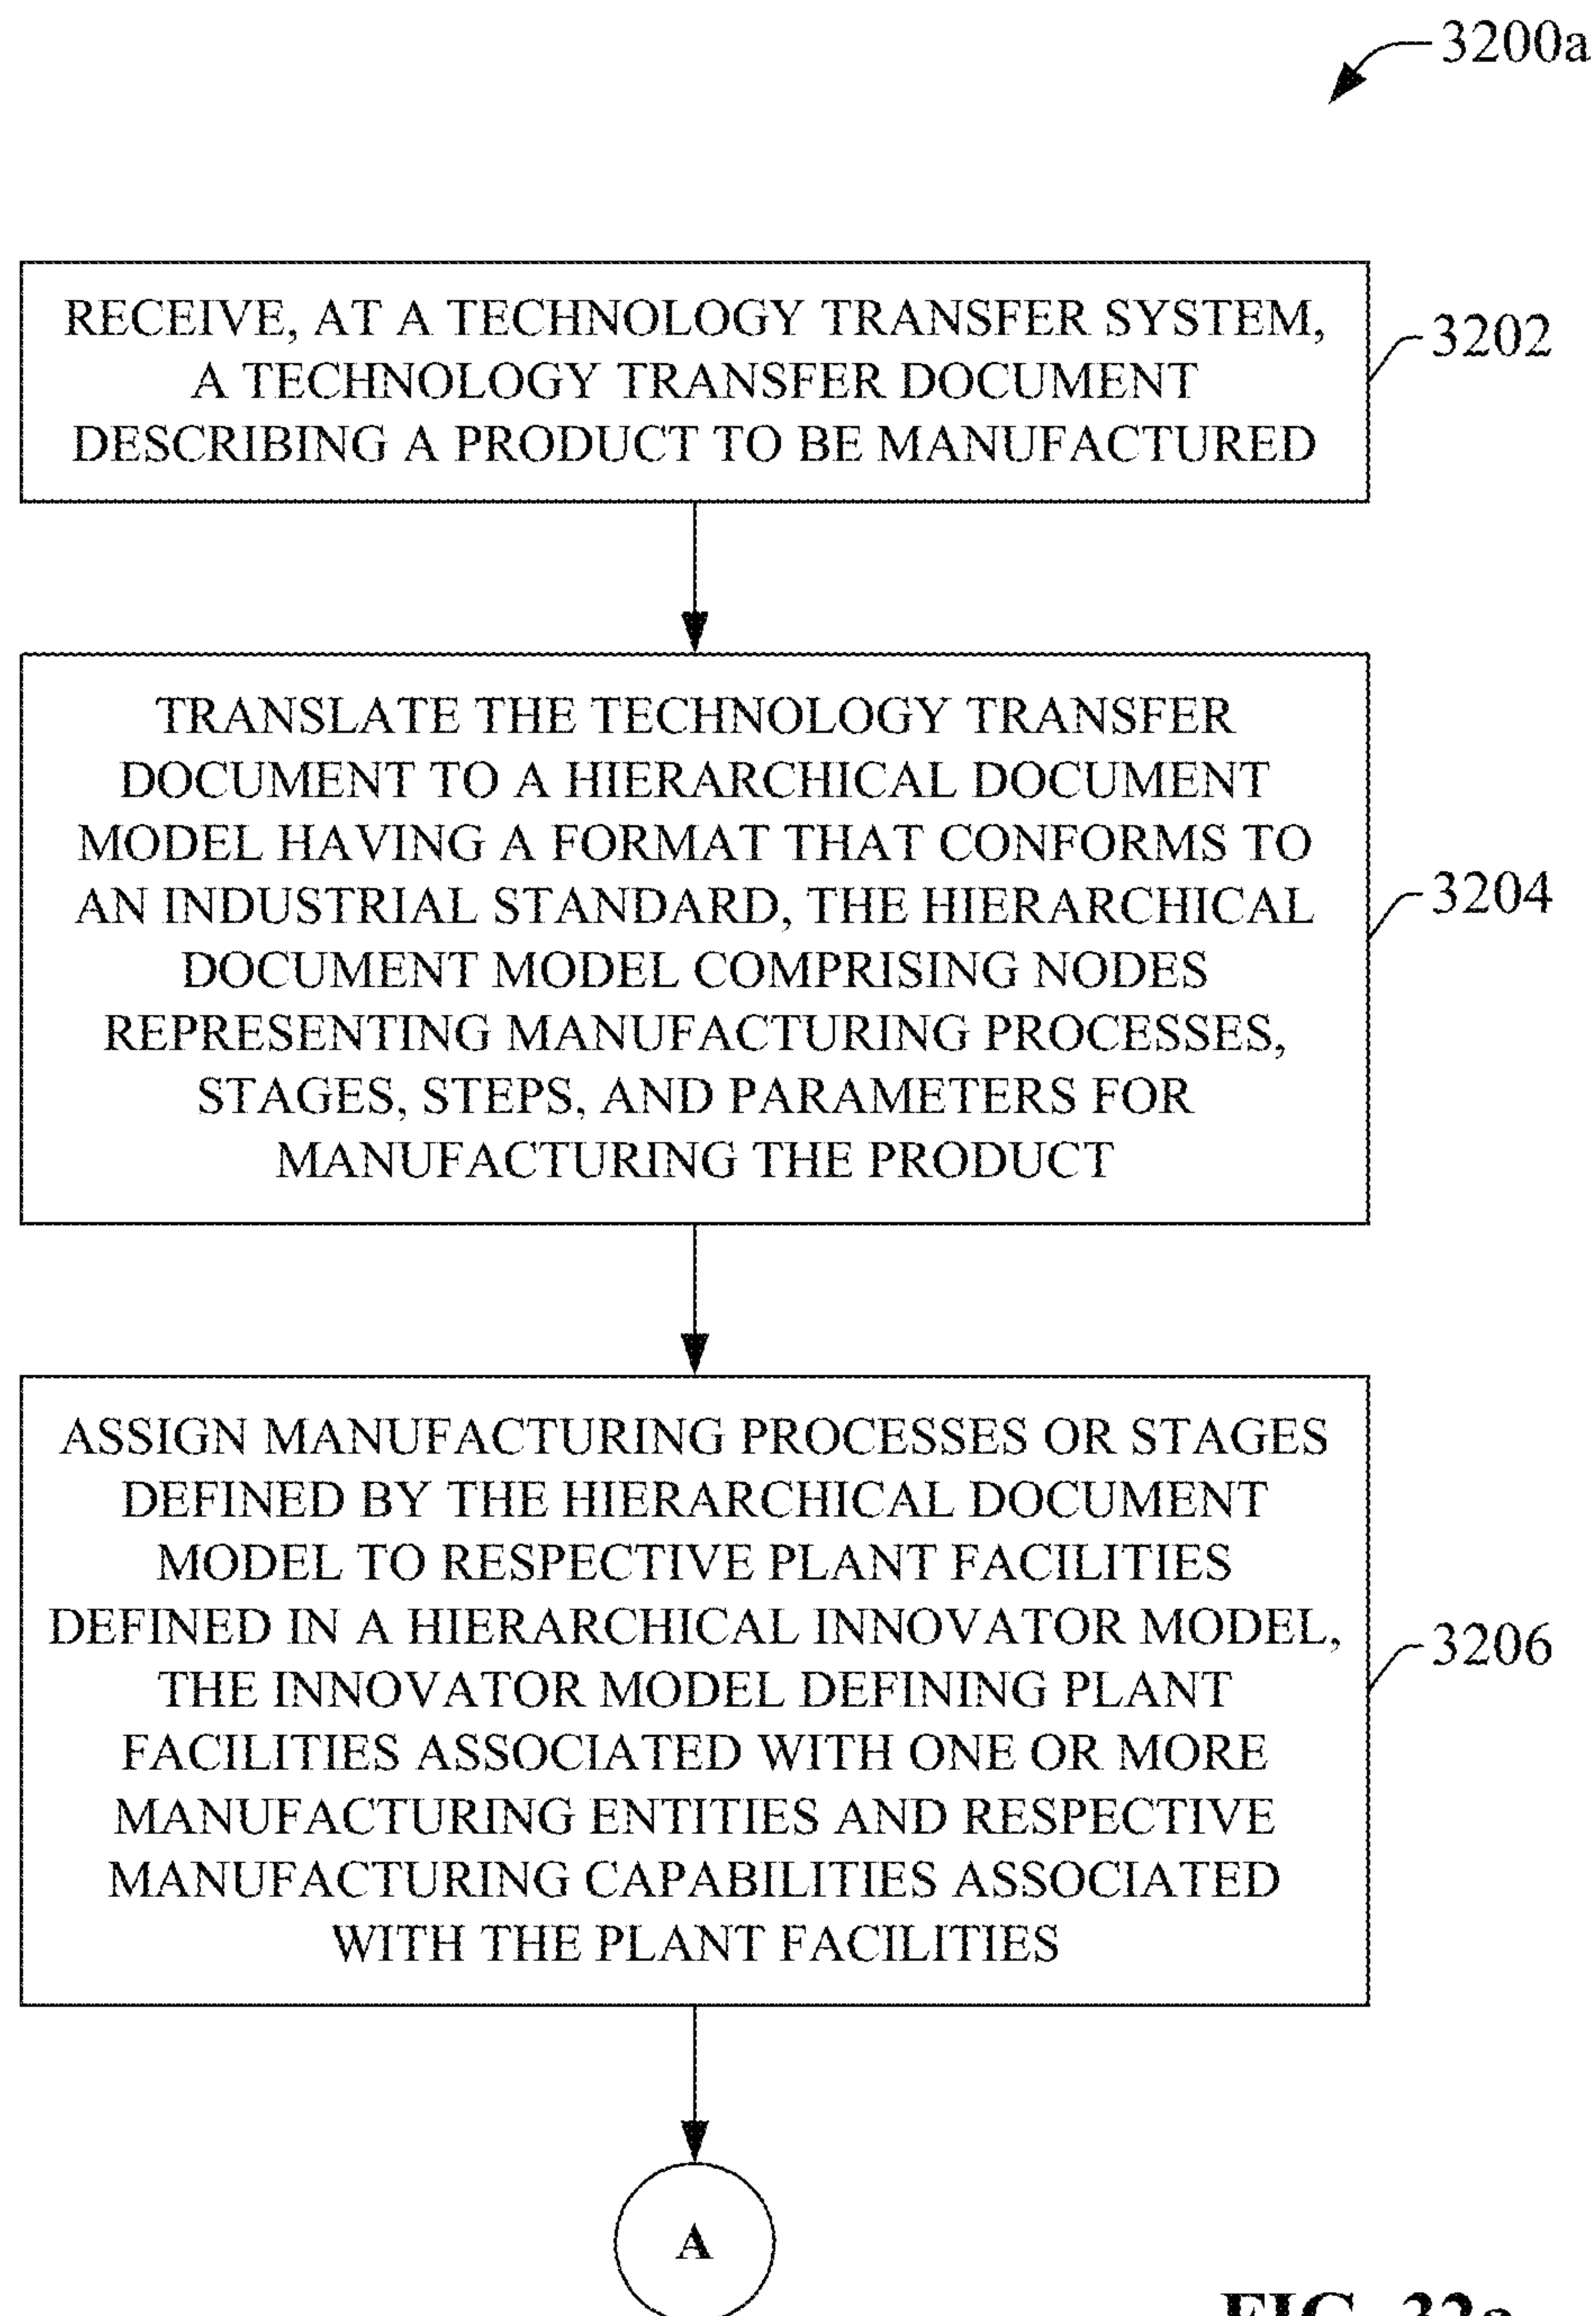 3200a
RECEIVE, AT A TECHNOLOGY TRANSFER SYSTEM,
A TECHNOLOGY TRANSFER DOCUMENT
DESCRIBING A PRODUCT TO BE MANUFACTURED
3202
TRANSLATE THE TECHNOLOGY TRANSFER
DOCUMENT TO A HIERARCHICAL DOCUMENT
MODEL HAVING A FORMAT THAT CONFORMS TO
AN INDUSTRIAL STANDARD, THE HIERARCHICAL
DOCUMENT MODEL COMPRISING NODES
REPRESENTING MANUFACTURING PROCESSES,
STAGES, STEPS, AND PARAMETERS FOR
MANUFACTURING THE PRODUCT
3204
ASSIGN MANUFACTURING PROCESSES OR STAGES
DEFINED BY THE HIERARCHICAL DOCUMENT
MODEL TO RESPECTIVE PLANT FACILITIES
DEFINED IN A HIERARCHICAL INNOVATOR MODEL,
THE INNOVATOR MODEL DEFINING PLANT
FACILITIES ASSOCIATED WITH ONE OR MORE
MANUFACTURING ENTITIES AND RESPECTIVE
MANUFACTURING CAPABILITIES ASSOCIATED
WITH THE PLANT FACILITIES
3206
A
FIG. 32a